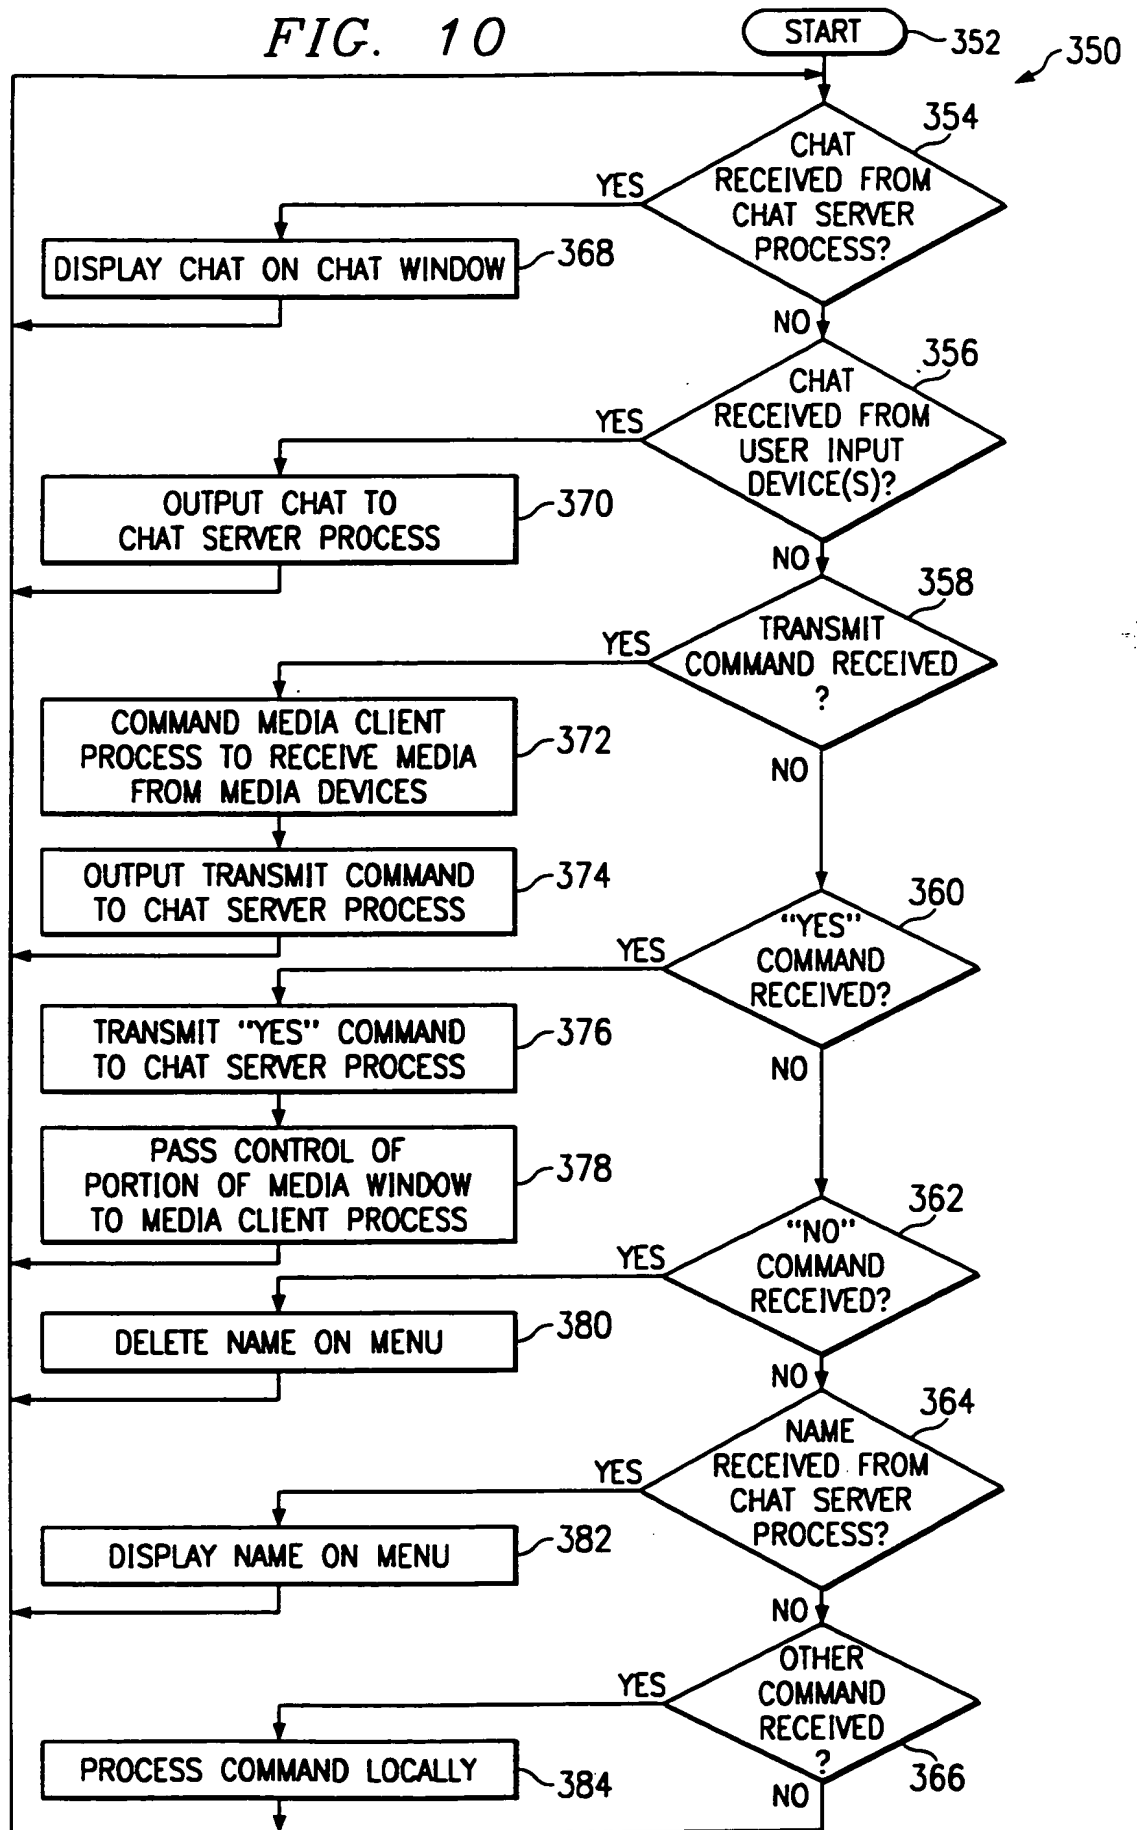 FIG. 10
START
352
350
CHAT
RECEIVED FROM
CHAT SERVER
PROCESS?
354
YES
DISPLAY CHAT ON CHAT WINDOW
368
NO
CHAT
RECEIVED FROM
USER INPUT
DEVICE(S)?
356
YES
OUTPUT CHAT TO
CHAT SERVER PROCESS
370
NO
TRANSMIT
COMMAND RECEIVED
?
358
YES
COMMAND MEDIA CLIENT
PROCESS TO RECEIVE MEDIA
FROM MEDIA DEVICES
372
NO
OUTPUT TRANSMIT COMMAND
TO CHAT SERVER PROCESS
374
"YES"
COMMAND
RECEIVED?
360
YES
TRANSMIT "YES" COMMAND
TO CHAT SERVER PROCESS
376
NO
PASS CONTROL OF
PORTION OF MEDIA WINDOW
TO MEDIA CLIENT PROCESS
378
"NO"
COMMAND
RECEIVED?
362
YES
DELETE NAME ON MENU
380
NO
NAME
RECEIVED FROM
CHAT SERVER
PROCESS?
364
YES
DISPLAY NAME ON MENU
382
NO
OTHER
COMMAND
RECEIVED
?
366
YES
PROCESS COMMAND LOCALLY
384
NO